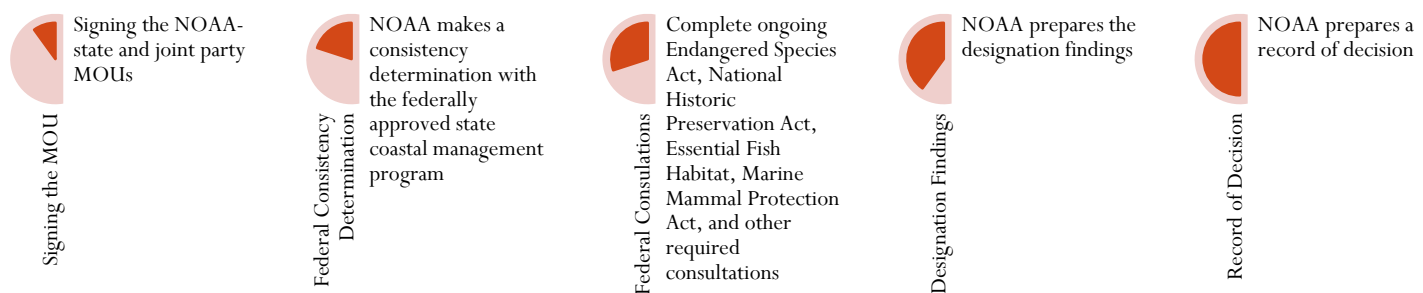 Signing the NOAA-
state and joint party
MOUs
Signing the MOU
NOAA makes a
consistency
determination with
the federally
approved state
coastal management
program
Federal Consistency
Determination
Complete ongoing
Endangered Species
Act, National
Historic
Preservation Act,
Essential Fish
Habitat, Marine
Mammal Protection
Act, and other
required
consultations
Federal Consulations
NOAA prepares the
designation findings
Designation Findings
NOAA prepares a
record of decision
Record of Decision